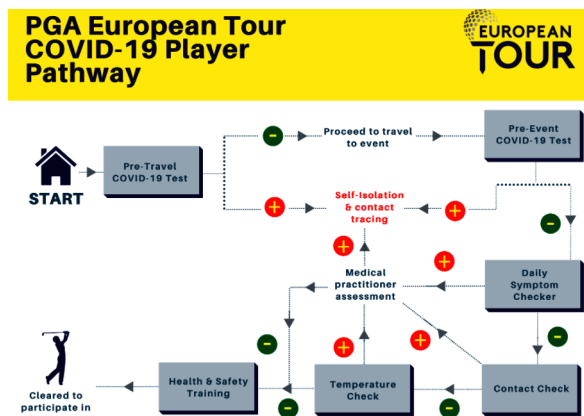 PGA European Tour
COVID-19 Player
Pathway
EUROPEAN
TOUR
START
Pre-Travel
COVID-19 Test
-
Proceed to travel
to event
Pre-Event
COVID-19 Test
+
Self-Isolation
& contact
tracing
+
-
+
+
Medical
practitioner
assessment
Daily
Symptom
Checker
-
+
+
-
Cleared to
participate in
Health & Safety
Training
-
Temperature
Check
-
Contact Check